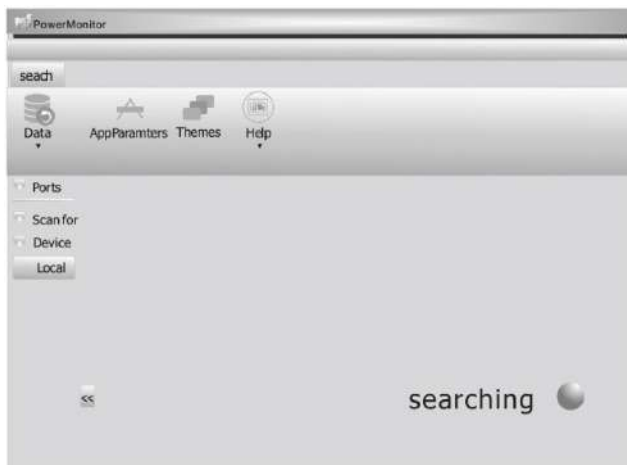 PowerMonitor
seach
Data AppParamters Themes Help
Ports
Scan for
Device
Local
<<
searching